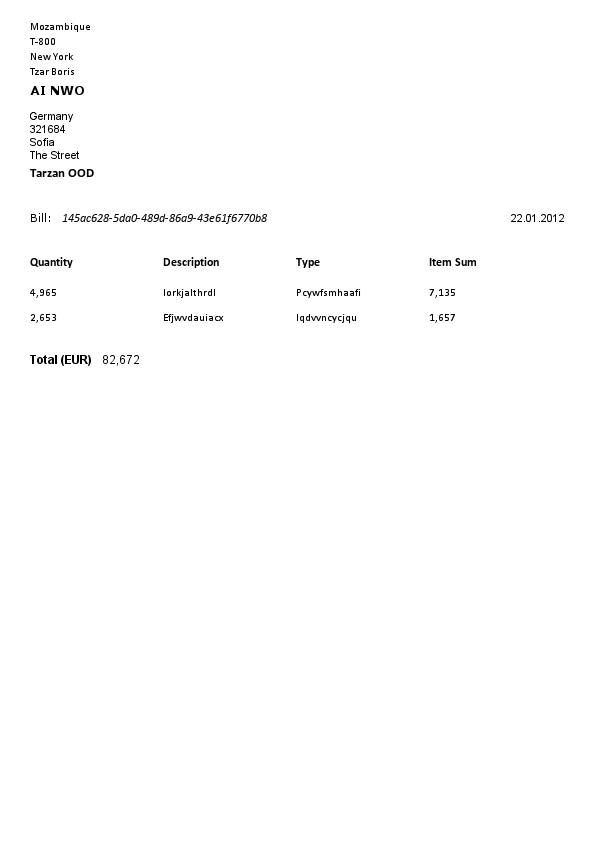 Mozambique
T-800
New York
Tzar Boris
AI NWO
Germany
321684
Sofia
The Street
Tarzan OOD
Bill: 145ac628-5da0-489d-86a9-43e61f6770b8 22.01.2012
Quantity Description Type Item Sum
4,965 Iorkjalthrdl Pcywfsmhaafi 7,135
2,653 Efjwvdauiacx Iqdvvncycjqu 1,657
Total (EUR) 82,672